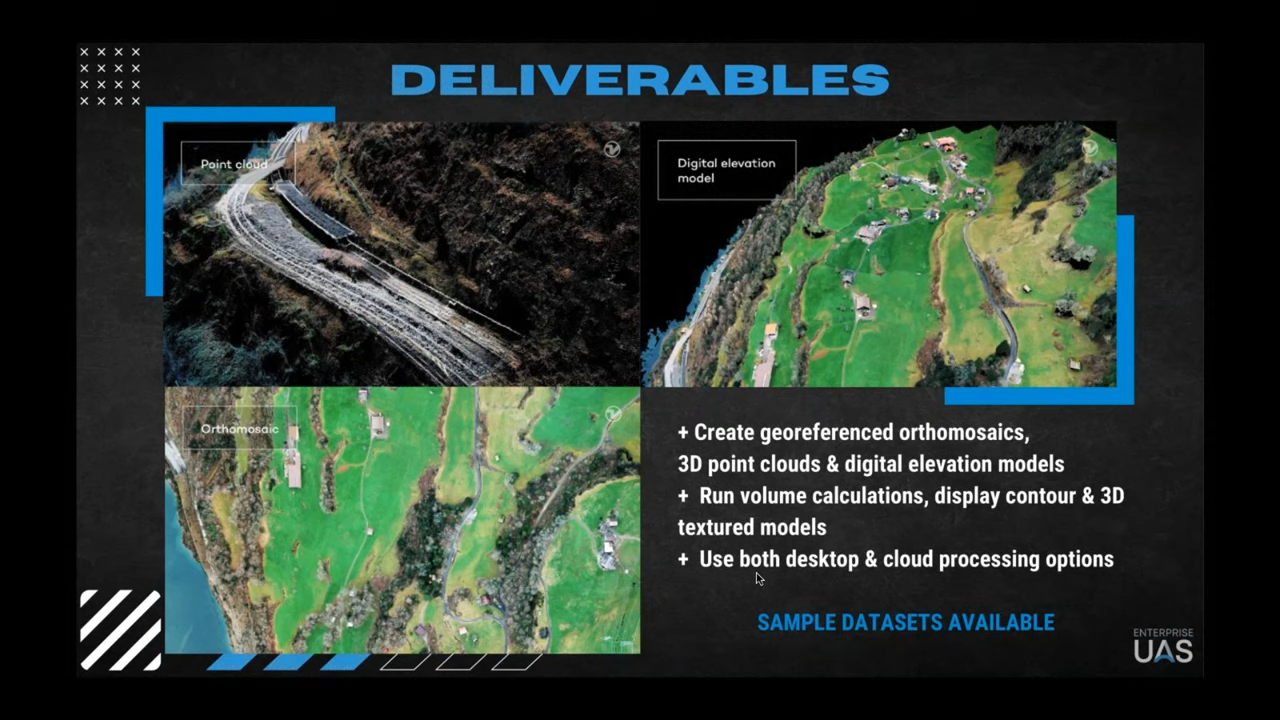 DELIVERABLES
Point cloud
Digital elevation
model
Orthomosaic
+ Create georeferenced orthomosaics,
3D point clouds & digital elevation models
+ Run volume calculations, display contour & 3D
textured models
+ Use both desktop & cloud processing options
SAMPLE DATASETS AVAILABLE
ENTERPRISE
UAS